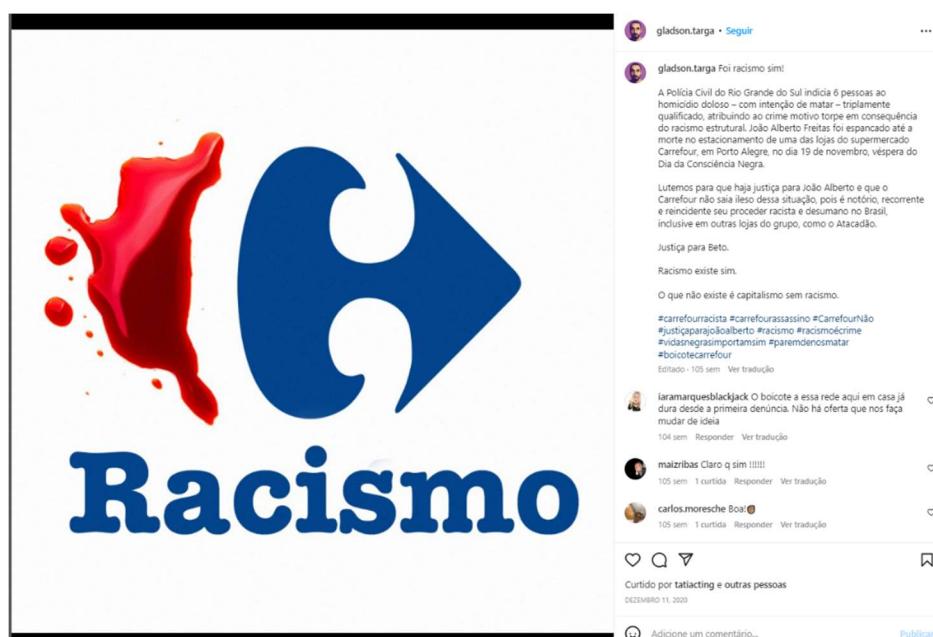 Racismo
gladson.targa • Seguir
gladson.targa Foi racismo sim!
A Polícia Civil do Rio Grande do Sul indicia 6 pessoas ao
homicídio doloso – com intenção de matar – triplamente
qualificado, atribuindo ao crime motivo torpe em consequência
do racismo estrutural. João Alberto Freitas foi espancado até a
morte no estacionamento de uma das lojas do supermercado
Carrefour, em Porto Alegre, no dia 19 de novembro, véspera do
Dia da Consciência Negra.
Lutemos para que haja justiça para João Alberto e que o
Carrefour não saia ileso dessa situação, pois é notório, recorrente
e reincidente seu proceder racista e desumano no Brasil,
inclusive em outras lojas do grupo, como o Atacadão.
Justiça para Beto.
Racismo existe sim.
O que não existe é capitalismo sem racismo.
#carrefourracista #carrefourassassino #CarrefourNão
#justiçaparajoãoalberto #racismo #racismoécrime
#vidasnegrasimportamsim #paremdenosmatar
#boicotecarrefour
Editado · 105 sem Ver tradução
iaramarquesblackjack O boicote a essa rede aqui em casa já
dura desde a primeira denúncia. Não há oferta que nos faça
mudar de ideia
104 sem Responder Ver tradução
maizribas Claro q sim !!!!!!
105 sem 1 curtida Responder Ver tradução
carlos.moresche Boa!
105 sem 1 curtida Responder Ver tradução
Curtido por tatiacting e outras pessoas
DEZEMBRO 11, 2020
Adicione um comentário...
Publicar